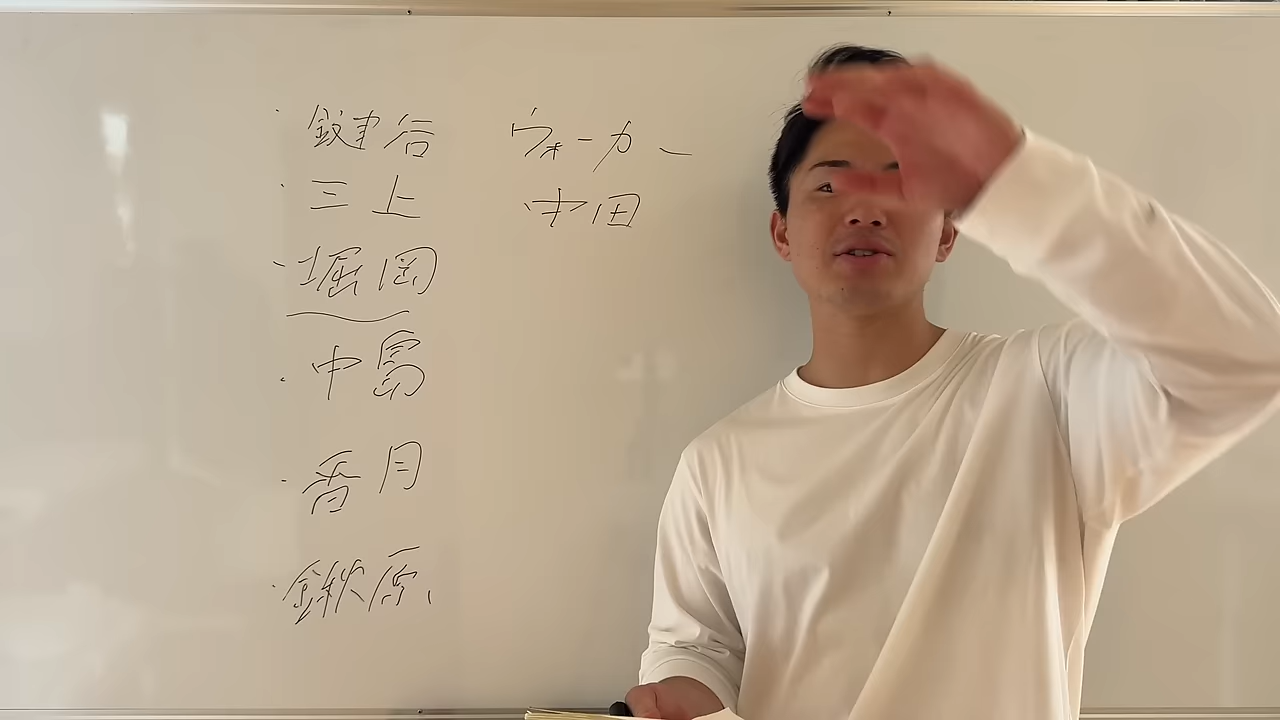 ・鍵谷
・三上
・堀岡
・中島
・香月
・鍬原
ウォーカー
中田